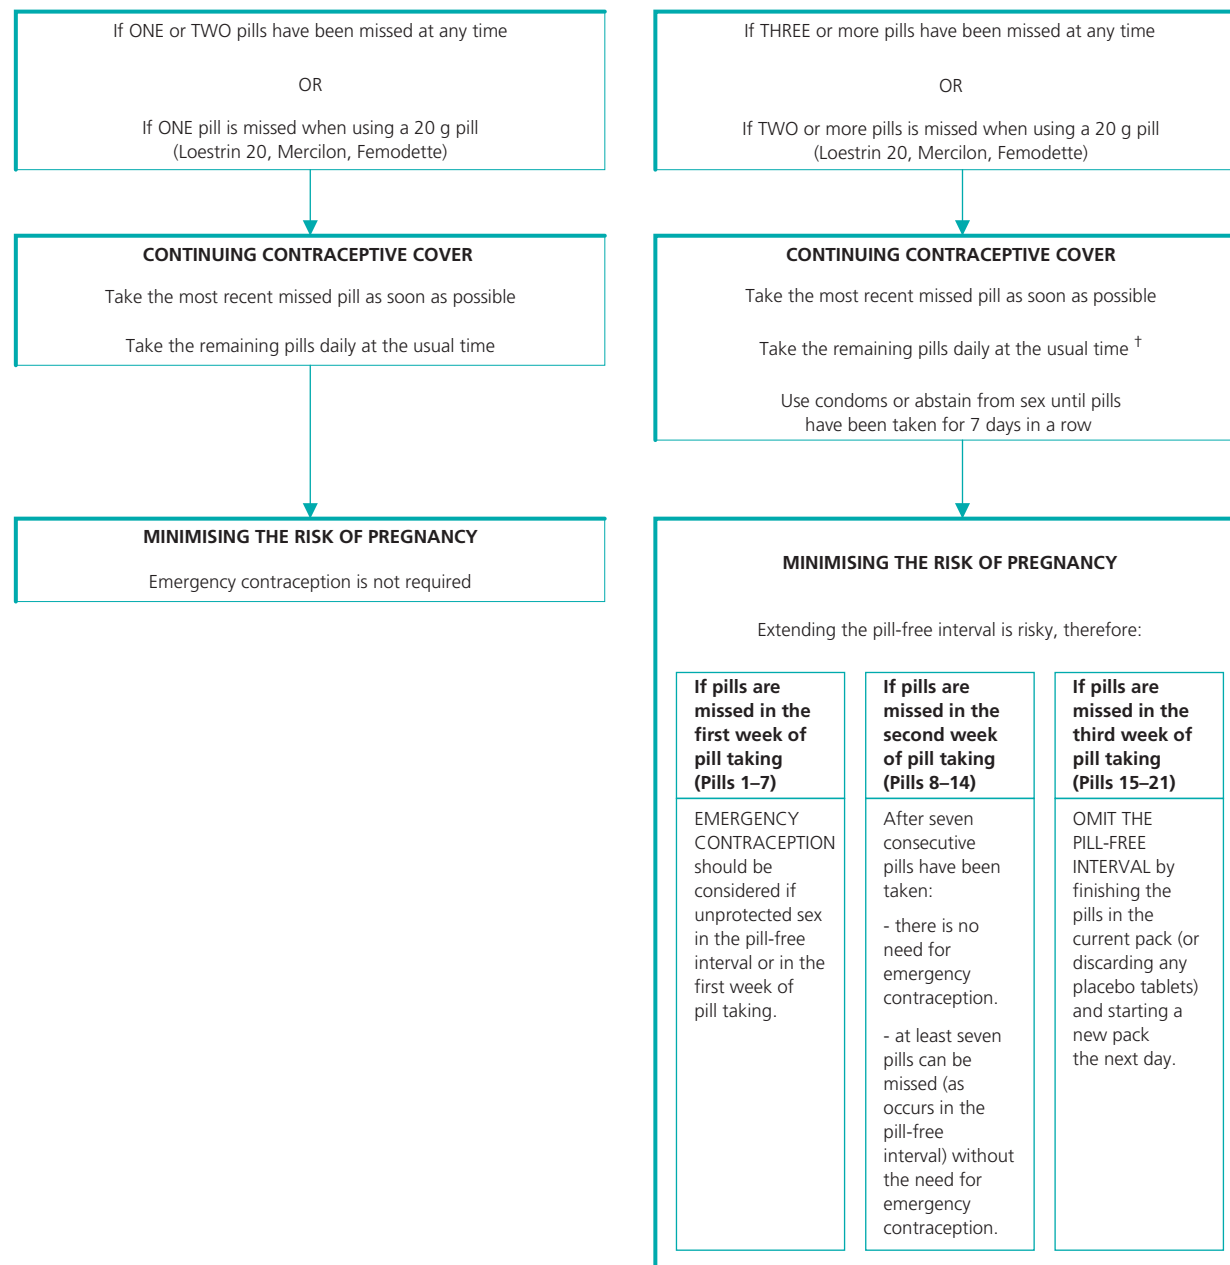 If ONE or TWO pills have been missed at any time
OR
If ONE pill is missed when using a 20 g pill
(Loestrin 20, Mercilon, Femodette)
CONTINUING CONTRACEPTIVE COVER
Take the most recent missed pill as soon as possible
Take the remaining pills daily at the usual time
MINIMISING THE RISK OF PREGNANCY
Emergency contraception is not required
If THREE or more pills have been missed at any time
OR
If TWO or more pills is missed when using a 20 g pill
(Loestrin 20, Mercilon, Femodette)
CONTINUING CONTRACEPTIVE COVER
Take the most recent missed pill as soon as possible
Take the remaining pills daily at the usual time †
Use condoms or abstain from sex until pills
have been taken for 7 days in a row
MINIMISING THE RISK OF PREGNANCY
Extending the pill-free interval is risky, therefore:
If pills are
missed in the
first week of
pill taking
(Pills 1–7)
EMERGENCY
CONTRACEPTION
should be
considered if
unprotected sex
in the pill-free
interval or in the
first week of
pill taking.
If pills are
missed in the
second week
of pill taking
(Pills 8–14)
After seven
consecutive
pills have been
taken:
- there is no
need for
emergency
contraception.
- at least seven
pills can be
missed (as
occurs in the
pill-free
interval) without
the need for
emergency
contraception.
If pills are
missed in the
third week of
pill taking
(Pills 15–21)
OMIT THE
PILL-FREE
INTERVAL by
finishing the
pills in the
current pack (or
discarding any
placebo tablets)
and starting a
new pack
the next day.